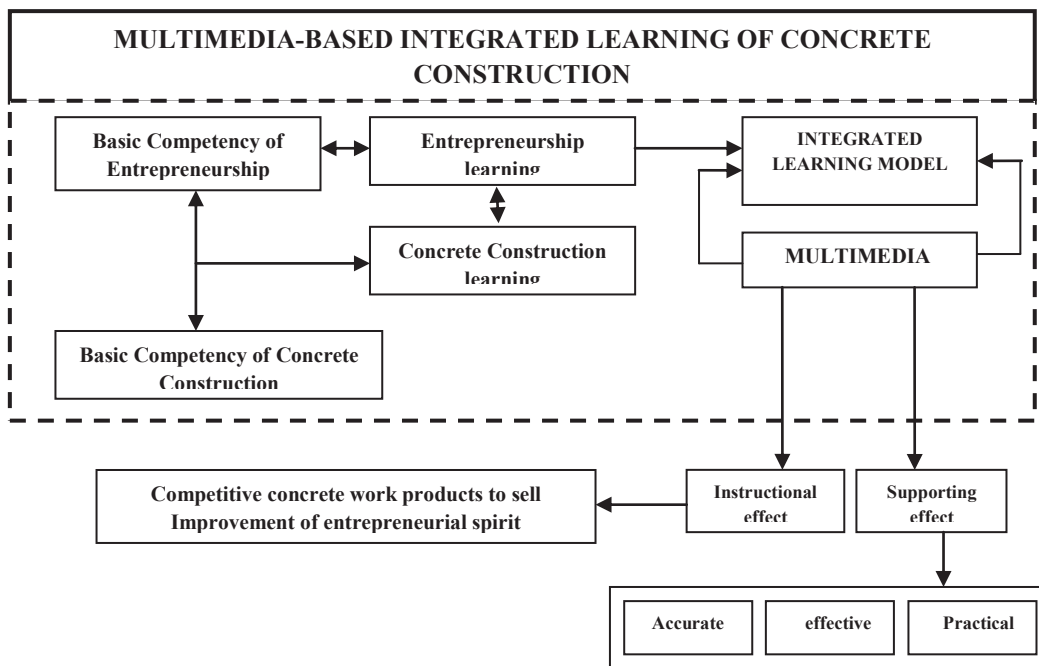 MULTIMEDIA-BASED INTEGRATED LEARNING OF CONCRETE
CONSTRUCTION
Basic Competency of
Entrepreneurship
Entrepreneurship
learning
INTEGRATED
LEARNING MODEL
Concrete Construction
learning
MULTIMEDIA
Basic Competency of Concrete
Construction
Competitive concrete work products to sell
Improvement of entrepreneurial spirit
Instructional
effect
Supporting
effect
Accurate
effective
Practical